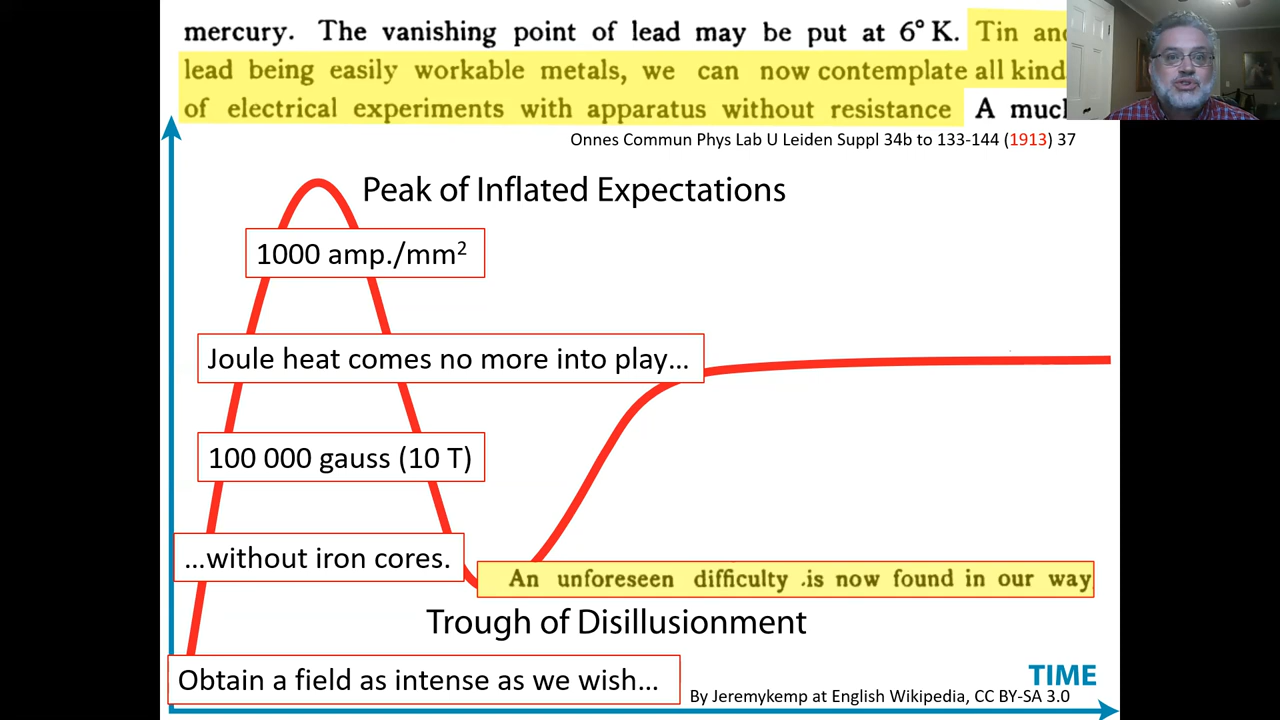 mercury. The vanishing point of lead may be put at 6° K. Tin and
lead being easily workable metals, we can now contemplate all kind
of electrical experiments with apparatus without resistance A much
Onnes Commun Phys Lab U Leiden Suppl 34b to 133-144 (1913) 37
Peak of Inflated Expectations
1000 amp./mm²
Joule heat comes no more into play...
100 000 gauss (10 T)
...without iron cores.
An unforeseen difficulty is now found in our way
Trough of Disillusionment
Obtain a field as intense as we wish...
TIME
By Jeremykemp at English Wikipedia, CC BY-SA 3.0